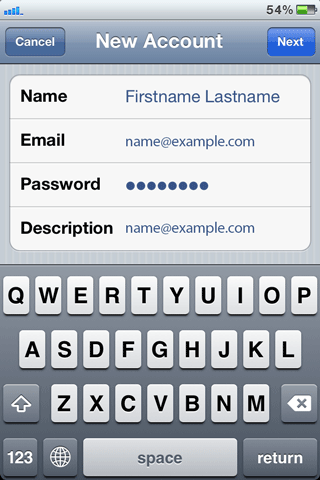 54%
Cancel New Account Next
Name Firstname Lastname
Email name@example.com
Password ●●●●●●●●
Description name@example.com
Q W E R T Y U I O P
A S D F G H J K L
Z X C V B N M
123 space return